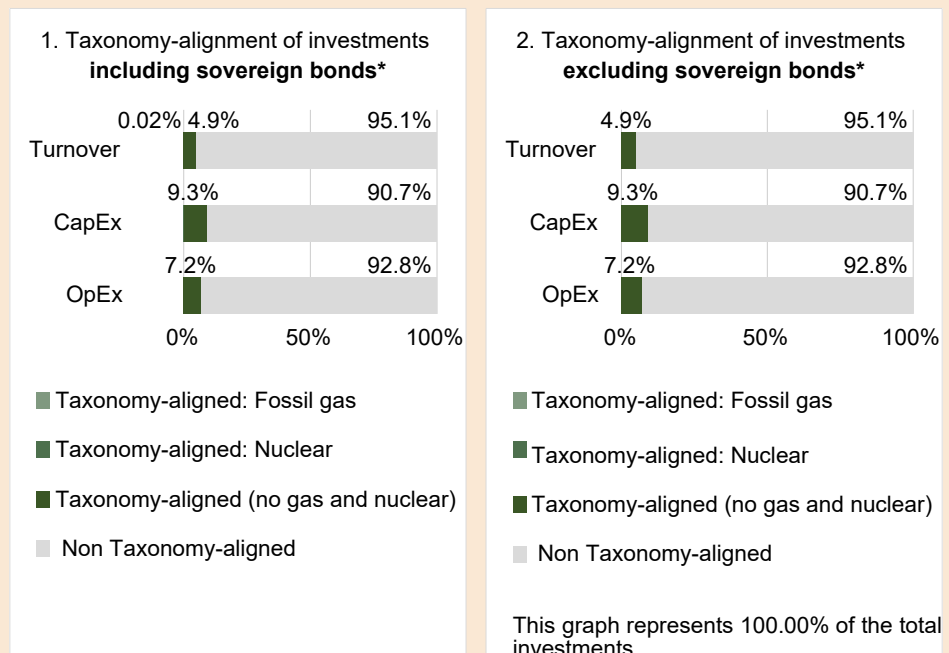 1. Taxonomy-alignment of investments
including sovereign bonds*
0.02% 4.9% 95.1%
Turnover
9.3% 90.7%
CapEx
7.2% 92.8%
OpEx
0% 50% 100%
Taxonomy-aligned: Fossil gas
Taxonomy-aligned: Nuclear
Taxonomy-aligned (no gas and nuclear)
Non Taxonomy-aligned
2. Taxonomy-alignment of investments
excluding sovereign bonds*
4.9% 95.1%
Turnover
9.3% 90.7%
CapEx
7.2% 92.8%
OpEx
0% 50% 100%
Taxonomy-aligned: Fossil gas
Taxonomy-aligned: Nuclear
Taxonomy-aligned (no gas and nuclear)
Non Taxonomy-aligned
This graph represents 100.00% of the total
investments